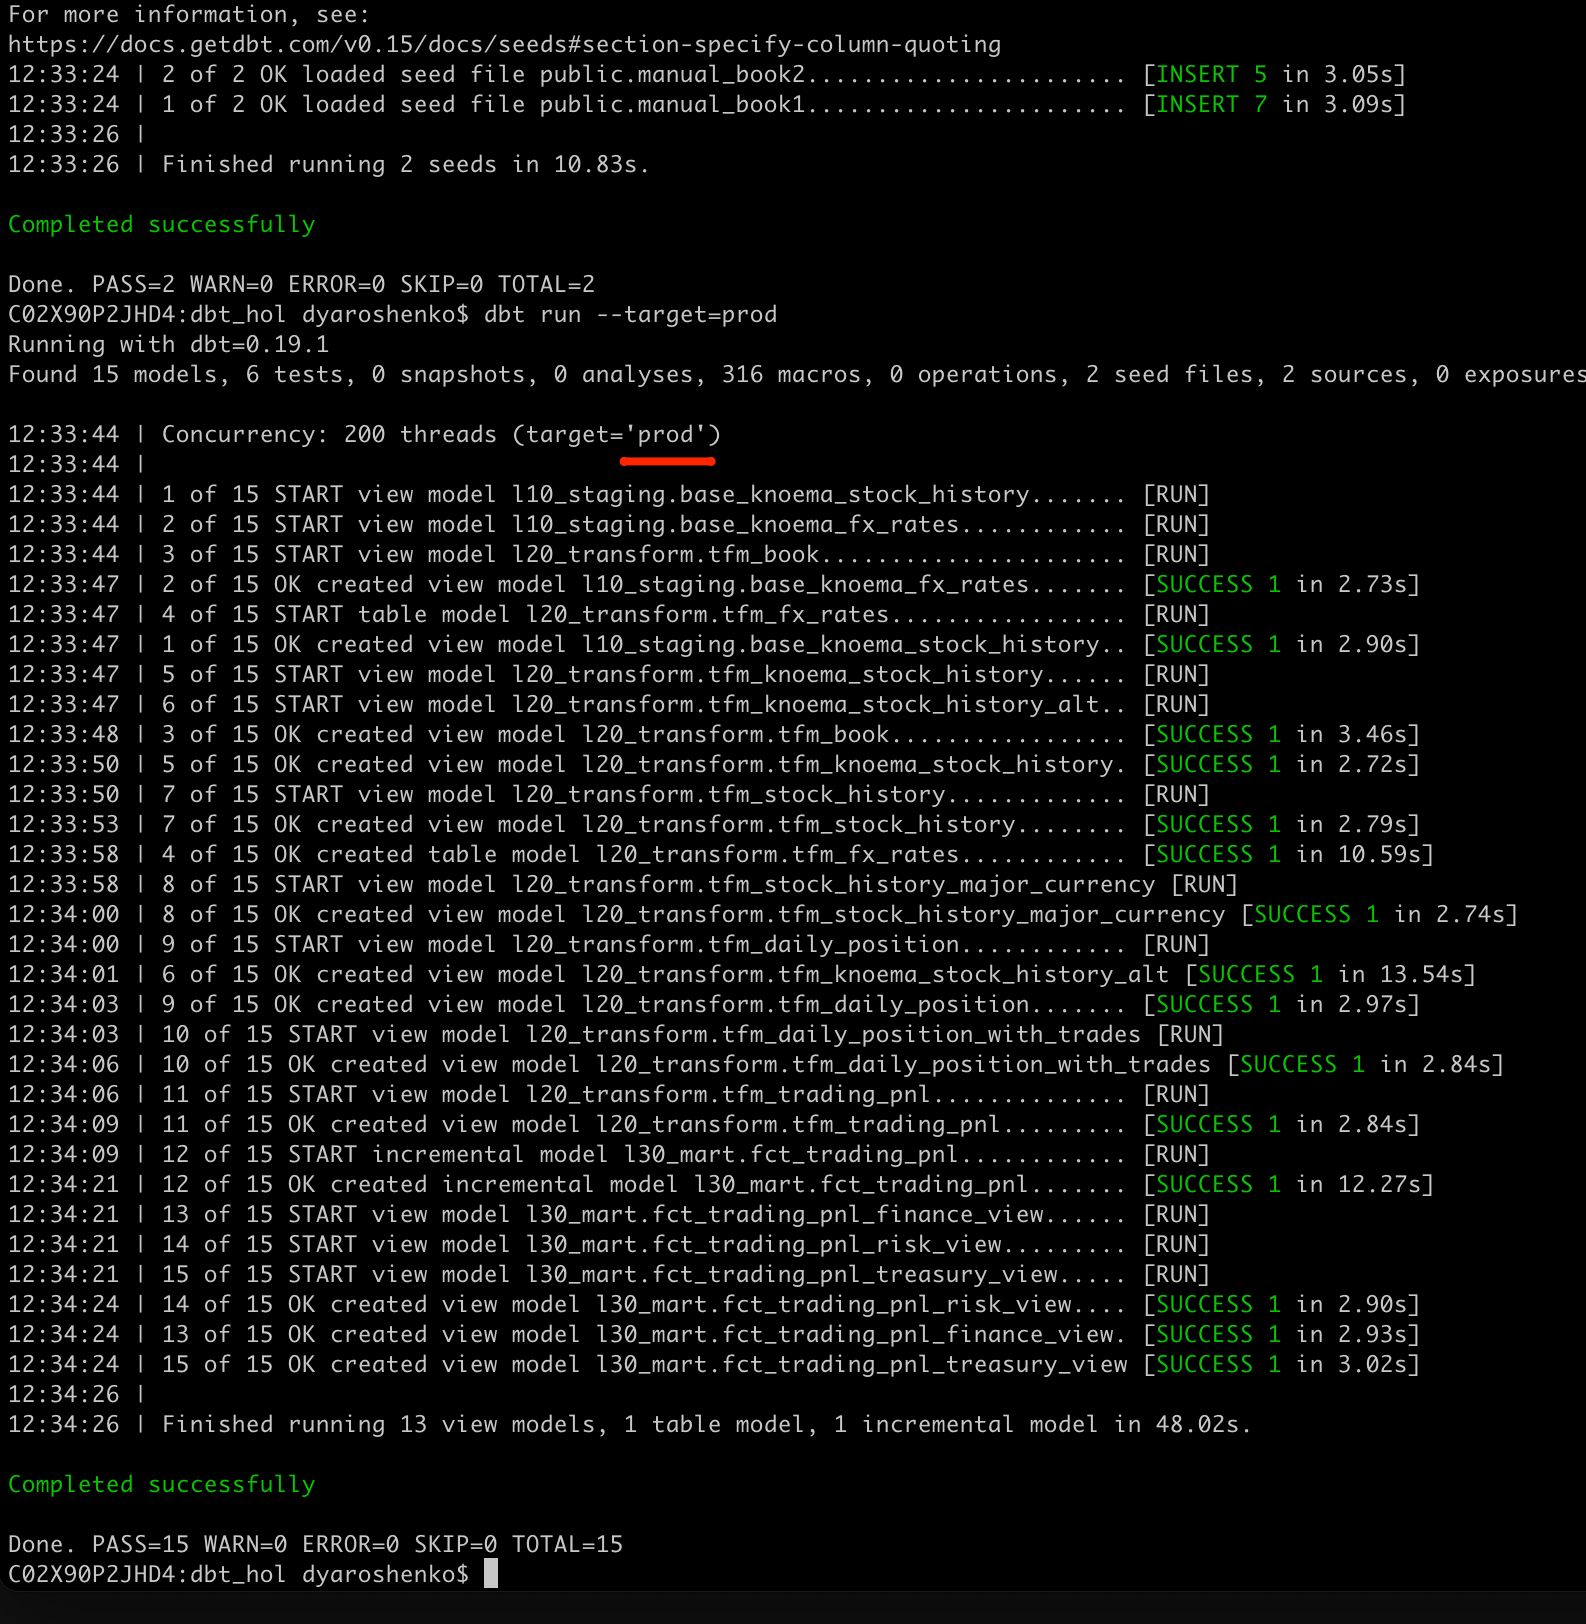 For more information, see:
https://docs.getdbt.com/v0.15/docs/seeds#section-specify-column-quoting
12:33:24 | 2 of 2 OK loaded seed file public.manual_book2....................... [INSERT 5 in 3.05s]
12:33:24 | 1 of 2 OK loaded seed file public.manual_book1....................... [INSERT 7 in 3.09s]
12:33:26 |
12:33:26 | Finished running 2 seeds in 10.83s.
Completed successfully
Done. PASS=2 WARN=0 ERROR=0 SKIP=0 TOTAL=2
C02X90P2JHD4:dbt_hol dyaroshenko$ dbt run --target=prod
Running with dbt=0.19.1
Found 15 models, 6 tests, 0 snapshots, 0 analyses, 316 macros, 0 operations, 2 seed files, 2 sources, 0 exposures
12:33:44 | Concurrency: 200 threads (target='prod')
12:33:44 |
12:33:44 | 1 of 15 START view model l10_staging.base_knoema_stock_history....... [RUN]
12:33:44 | 2 of 15 START view model l10_staging.base_knoema_fx_rates............ [RUN]
12:33:44 | 3 of 15 START view model l20_transform.tfm_book...................... [RUN]
12:33:47 | 2 of 15 OK created view model l10_staging.base_knoema_fx_rates....... [SUCCESS 1 in 2.73s]
12:33:47 | 4 of 15 START table model l20_transform.tfm_fx_rates................. [RUN]
12:33:47 | 1 of 15 OK created view model l10_staging.base_knoema_stock_history.. [SUCCESS 1 in 2.90s]
12:33:47 | 5 of 15 START view model l20_transform.tfm_knoema_stock_history...... [RUN]
12:33:47 | 6 of 15 START view model l20_transform.tfm_knoema_stock_history_alt.. [RUN]
12:33:48 | 3 of 15 OK created view model l20_transform.tfm_book................. [SUCCESS 1 in 3.46s]
12:33:50 | 5 of 15 OK created view model l20_transform.tfm_knoema_stock_history. [SUCCESS 1 in 2.72s]
12:33:50 | 7 of 15 START view model l20_transform.tfm_stock_history............. [RUN]
12:33:53 | 7 of 15 OK created view model l20_transform.tfm_stock_history........ [SUCCESS 1 in 2.79s]
12:33:58 | 4 of 15 OK created table model l20_transform.tfm_fx_rates............ [SUCCESS 1 in 10.59s]
12:33:58 | 8 of 15 START view model l20_transform.tfm_stock_history_major_currency [RUN]
12:34:00 | 8 of 15 OK created view model l20_transform.tfm_stock_history_major_currency [SUCCESS 1 in 2.74s]
12:34:00 | 9 of 15 START view model l20_transform.tfm_daily_position............ [RUN]
12:34:01 | 6 of 15 OK created view model l20_transform.tfm_knoema_stock_history_alt [SUCCESS 1 in 13.54s]
12:34:03 | 9 of 15 OK created view model l20_transform.tfm_daily_position....... [SUCCESS 1 in 2.97s]
12:34:03 | 10 of 15 START view model l20_transform.tfm_daily_position_with_trades [RUN]
12:34:06 | 10 of 15 OK created view model l20_transform.tfm_daily_position_with_trades [SUCCESS 1 in 2.84s]
12:34:06 | 11 of 15 START view model l20_transform.tfm_trading_pnl.............. [RUN]
12:34:09 | 11 of 15 OK created view model l20_transform.tfm_trading_pnl......... [SUCCESS 1 in 2.84s]
12:34:09 | 12 of 15 START incremental model l30_mart.fct_trading_pnl............ [RUN]
12:34:21 | 12 of 15 OK created incremental model l30_mart.fct_trading_pnl....... [SUCCESS 1 in 12.27s]
12:34:21 | 13 of 15 START view model l30_mart.fct_trading_pnl_finance_view...... [RUN]
12:34:21 | 14 of 15 START view model l30_mart.fct_trading_pnl_risk_view......... [RUN]
12:34:21 | 15 of 15 START view model l30_mart.fct_trading_pnl_treasury_view..... [RUN]
12:34:24 | 14 of 15 OK created view model l30_mart.fct_trading_pnl_risk_view.... [SUCCESS 1 in 2.90s]
12:34:24 | 13 of 15 OK created view model l30_mart.fct_trading_pnl_finance_view. [SUCCESS 1 in 2.93s]
12:34:24 | 15 of 15 OK created view model l30_mart.fct_trading_pnl_treasury_view [SUCCESS 1 in 3.02s]
12:34:26 |
12:34:26 | Finished running 13 view models, 1 table model, 1 incremental model in 48.02s.
Completed successfully
Done. PASS=15 WARN=0 ERROR=0 SKIP=0 TOTAL=15
C02X90P2JHD4:dbt_hol dyaroshenko$